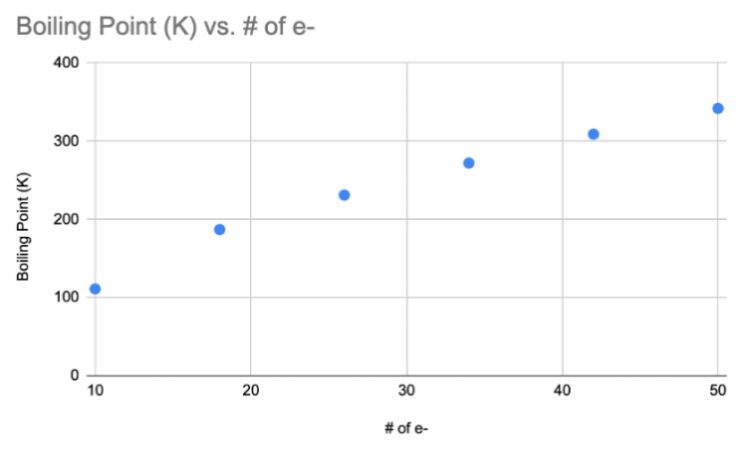 Boiling Point (K) vs. # of e-
400
300
200
100
0
Boiling Point (K)
10 20 30 40 50
# of e-